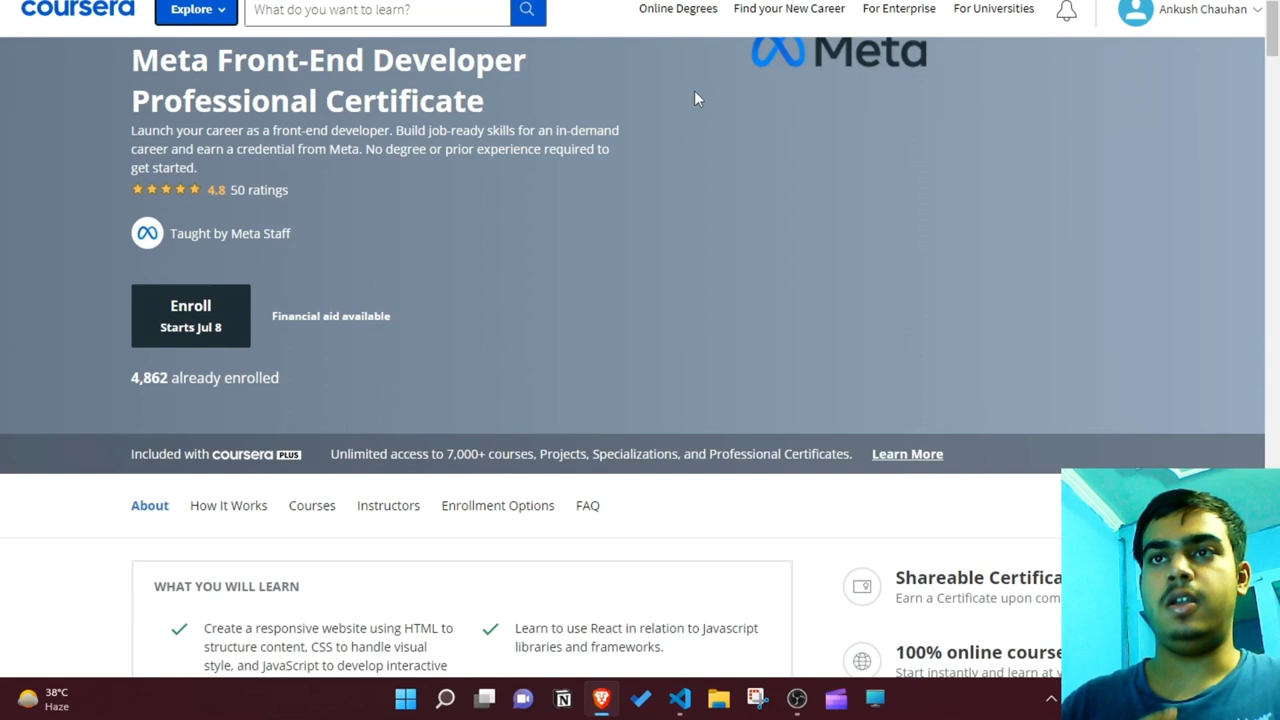 coursera
Explore
What do you want to learn?
Online Degrees
Find your New Career
For Enterprise
For Universities
Ankush Chauhan
Meta Front-End Developer
Professional Certificate
Meta
Launch your career as a front-end developer. Build job-ready skills for an in-demand
career and earn a credential from Meta. No degree or prior experience required to
get started.
4.8 50 ratings
Taught by Meta Staff
Enroll
Starts Jul 8
Financial aid available
4,862 already enrolled
Included with coursera PLUS
Unlimited access to 7,000+ courses, Projects, Specializations, and Professional Certificates.
Learn More
About
How It Works
Courses
Instructors
Enrollment Options
FAQ
WHAT YOU WILL LEARN
Create a responsive website using HTML to
structure content, CSS to handle visual
style, and JavaScript to develop interactive
Learn to use React in relation to Javascript
libraries and frameworks.
Shareable Certifica
Earn a Certificate upon com
100% online course
Start instantly and learn at y
38°C
Haze